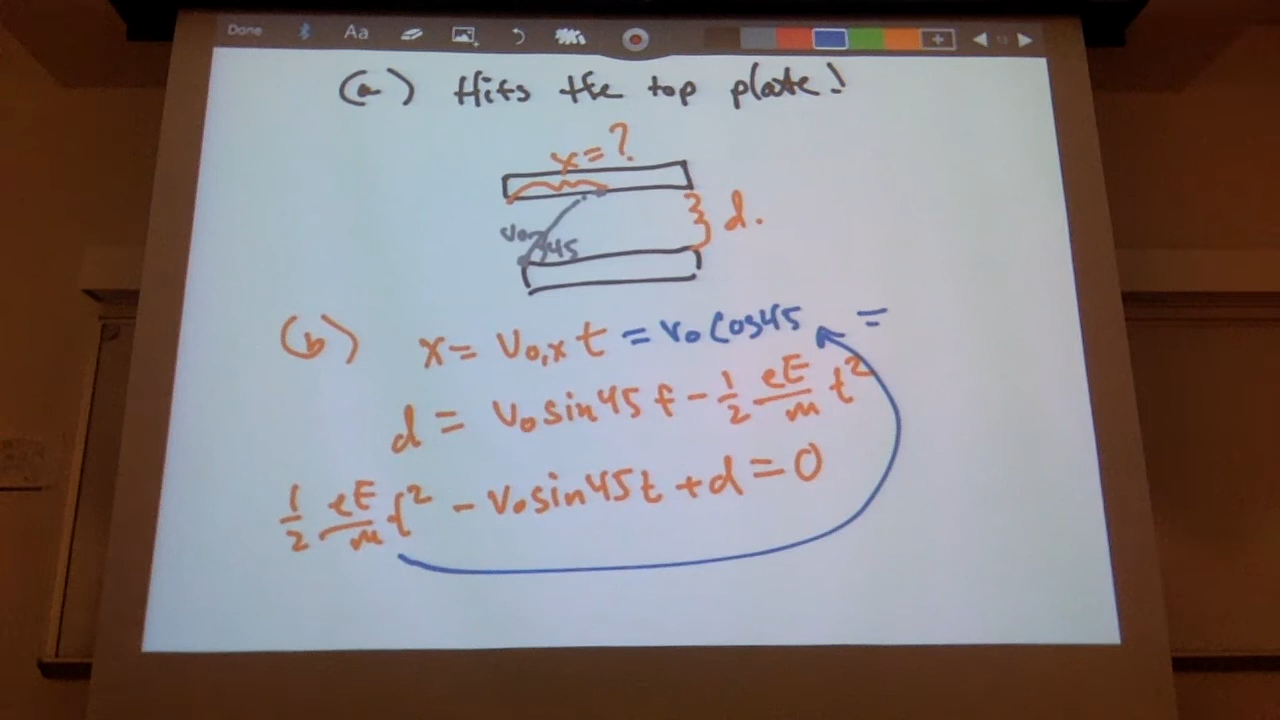 Done Aa
(a) Hits the top plate!
x = ?
d.
v₀ 45
(b) x = v₀,ₓ t = v₀ cos45 =
d = v₀ sin45 t - 1/2 eE/m t²
1/2 eE/m t² - v₀ sin45 t + d = 0